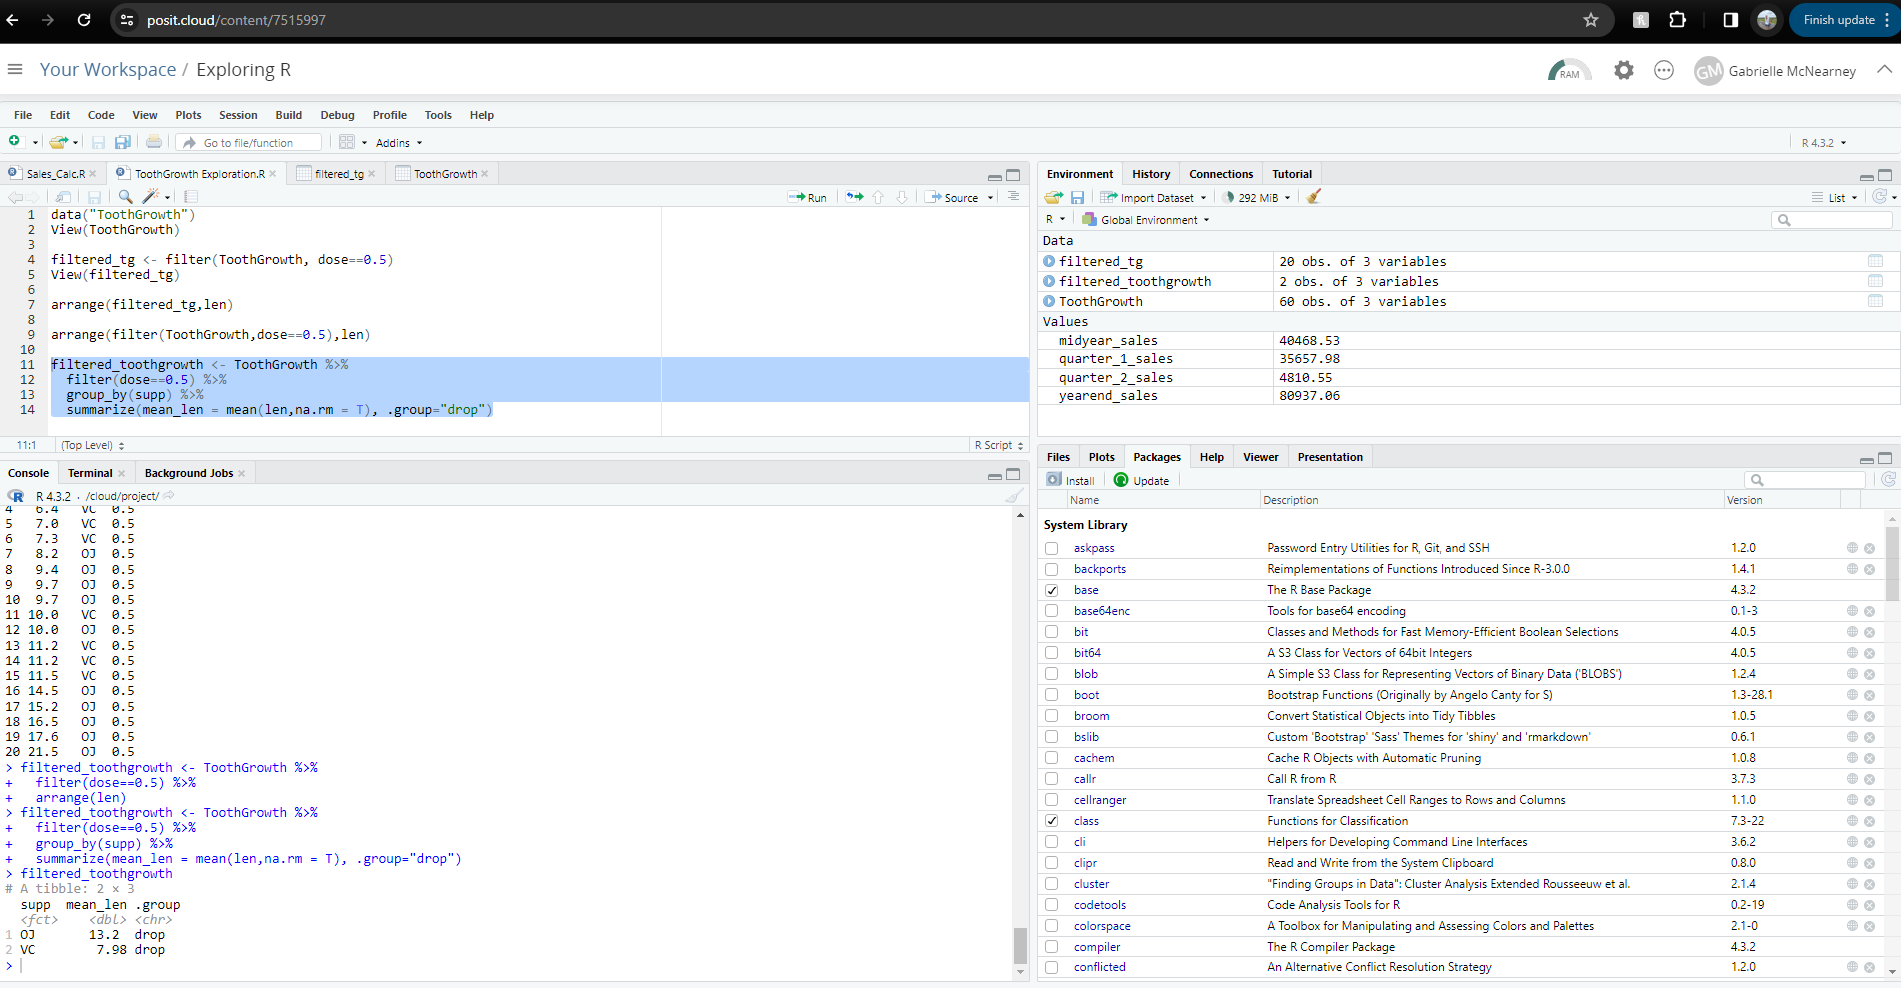 posit.cloud/content/7515997
Finish update
Your Workspace / Exploring R
RAM
GM Gabrielle McNearney
File Edit Code View Plots Session Build Debug Profile Tools Help
Go to file/function
Addins
R 4.3.2
Sales_Calc.R
ToothGrowth Exploration.R
filtered_tg
ToothGrowth
Run
Source
1 data("ToothGrowth")
2 View(ToothGrowth)
3
4 filtered_tg <- filter(ToothGrowth, dose==0.5)
5 View(filtered_tg)
6
7 arrange(filtered_tg,len)
8
9 arrange(filter(ToothGrowth,dose==0.5),len)
10
11 filtered_toothgrowth <- ToothGrowth %>%
12 filter(dose==0.5) %>%
13 group_by(supp) %>%
14 summarize(mean_len = mean(len,na.rm = T), .group="drop")
11:1 (Top Level)
R Script
Console Terminal Background Jobs
R 4.3.2 · /cloud/project/
4 6.4 VC 0.5
5 7.0 VC 0.5
6 7.3 VC 0.5
7 8.2 OJ 0.5
8 9.4 OJ 0.5
9 9.7 OJ 0.5
10 9.7 OJ 0.5
11 10.0 VC 0.5
12 10.0 OJ 0.5
13 11.2 VC 0.5
14 11.2 VC 0.5
15 11.5 VC 0.5
16 14.5 OJ 0.5
17 15.2 OJ 0.5
18 16.5 OJ 0.5
19 17.6 OJ 0.5
20 21.5 OJ 0.5
> filtered_toothgrowth <- ToothGrowth %>%
+ filter(dose==0.5) %>%
+ arrange(len)
> filtered_toothgrowth <- ToothGrowth %>%
+ filter(dose==0.5) %>%
+ group_by(supp) %>%
+ summarize(mean_len = mean(len,na.rm = T), .group="drop")
> filtered_toothgrowth
# A tibble: 2 × 3
supp mean_len .group
<fct> <dbl> <chr>
1 OJ 13.2 drop
2 VC 7.98 drop
>
Environment History Connections Tutorial
Import Dataset
292 MiB
List
R
Global Environment
Data
filtered_tg 20 obs. of 3 variables
filtered_toothgrowth 2 obs. of 3 variables
ToothGrowth 60 obs. of 3 variables
Values
midyear_sales 40468.53
quarter_1_sales 35657.98
quarter_2_sales 4810.55
yearend_sales 80937.06
Files Plots Packages Help Viewer Presentation
Install Update
Name Description Version
System Library
askpass Password Entry Utilities for R, Git, and SSH 1.2.0
backports Reimplementations of Functions Introduced Since R-3.0.0 1.4.1
base The R Base Package 4.3.2
base64enc Tools for base64 encoding 0.1-3
bit Classes and Methods for Fast Memory-Efficient Boolean Selections 4.0.5
bit64 A S3 Class for Vectors of 64bit Integers 4.0.5
blob A Simple S3 Class for Representing Vectors of Binary Data ('BLOBS') 1.2.4
boot Bootstrap Functions (Originally by Angelo Canty for S) 1.3-28.1
broom Convert Statistical Objects into Tidy Tibbles 1.0.5
bslib Custom 'Bootstrap' 'Sass' Themes for 'shiny' and 'rmarkdown' 0.6.1
cachem Cache R Objects with Automatic Pruning 1.0.8
callr Call R from R 3.7.3
cellranger Translate Spreadsheet Cell Ranges to Rows and Columns 1.1.0
class Functions for Classification 7.3-22
cli Helpers for Developing Command Line Interfaces 3.6.2
clipr Read and Write from the System Clipboard 0.8.0
cluster "Finding Groups in Data": Cluster Analysis Extended Rousseeuw et al. 2.1.4
codetools Code Analysis Tools for R 0.2-19
colorspace A Toolbox for Manipulating and Assessing Colors and Palettes 2.1-0
compiler The R Compiler Package 4.3.2
conflicted An Alternative Conflict Resolution Strategy 1.2.0